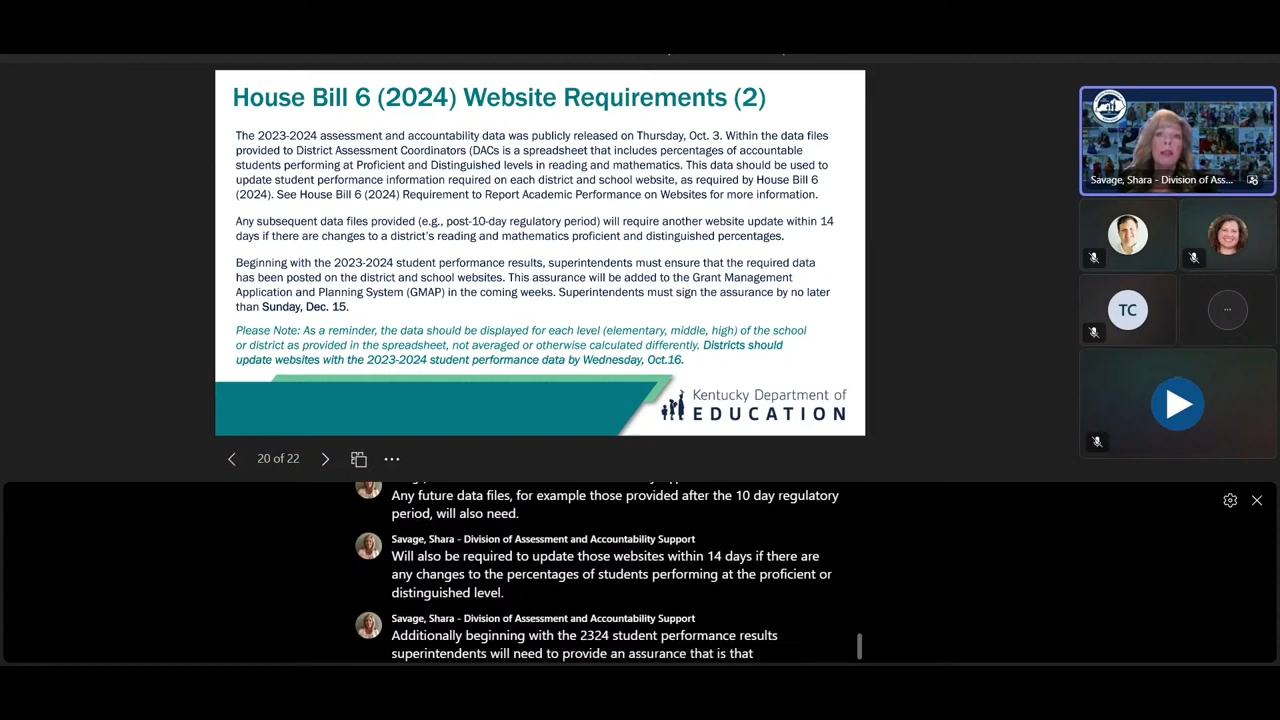 House Bill 6 (2024) Website Requirements (2)
The 2023-2024 assessment and accountability data was publicly released on Thursday, Oct. 3. Within the data files
provided to District Assessment Coordinators (DACs is a spreadsheet that includes percentages of accountable
students performing at Proficient and Distinguished levels in reading and mathematics. This data should be used to
update student performance information required on each district and school website, as required by House Bill 6
(2024). See House Bill 6 (2024) Requirement to Report Academic Performance on Websites for more information.
Any subsequent data files provided (e.g., post-10-day regulatory period) will require another website update within 14
days if there are changes to a district's reading and mathematics proficient and distinguished percentages.
Beginning with the 2023-2024 student performance results, superintendents must ensure that the required data
has been posted on the district and school websites. This assurance will be added to the Grant Management
Application and Planning System (GMAP) in the coming weeks. Superintendents must sign the assurance by no later
than Sunday, Dec. 15.
Please Note: As a reminder, the data should be displayed for each level (elementary, middle, high) of the school
or district as provided in the spreadsheet, not averaged or otherwise calculated differently. Districts should
update websites with the 2023-2024 student performance data by Wednesday, Oct.16.
Kentucky Department of
EDUCATION
20 of 22
Savage, Shara - Division of Ass...
TC
Any future data files, for example those provided after the 10 day regulatory
period, will also need.
Savage, Shara - Division of Assessment and Accountability Support
Will also be required to update those websites within 14 days if there are
any changes to the percentages of students performing at the proficient or
distinguished level.
Savage, Shara - Division of Assessment and Accountability Support
Additionally beginning with the 2324 student performance results
superintendents will need to provide an assurance that is that